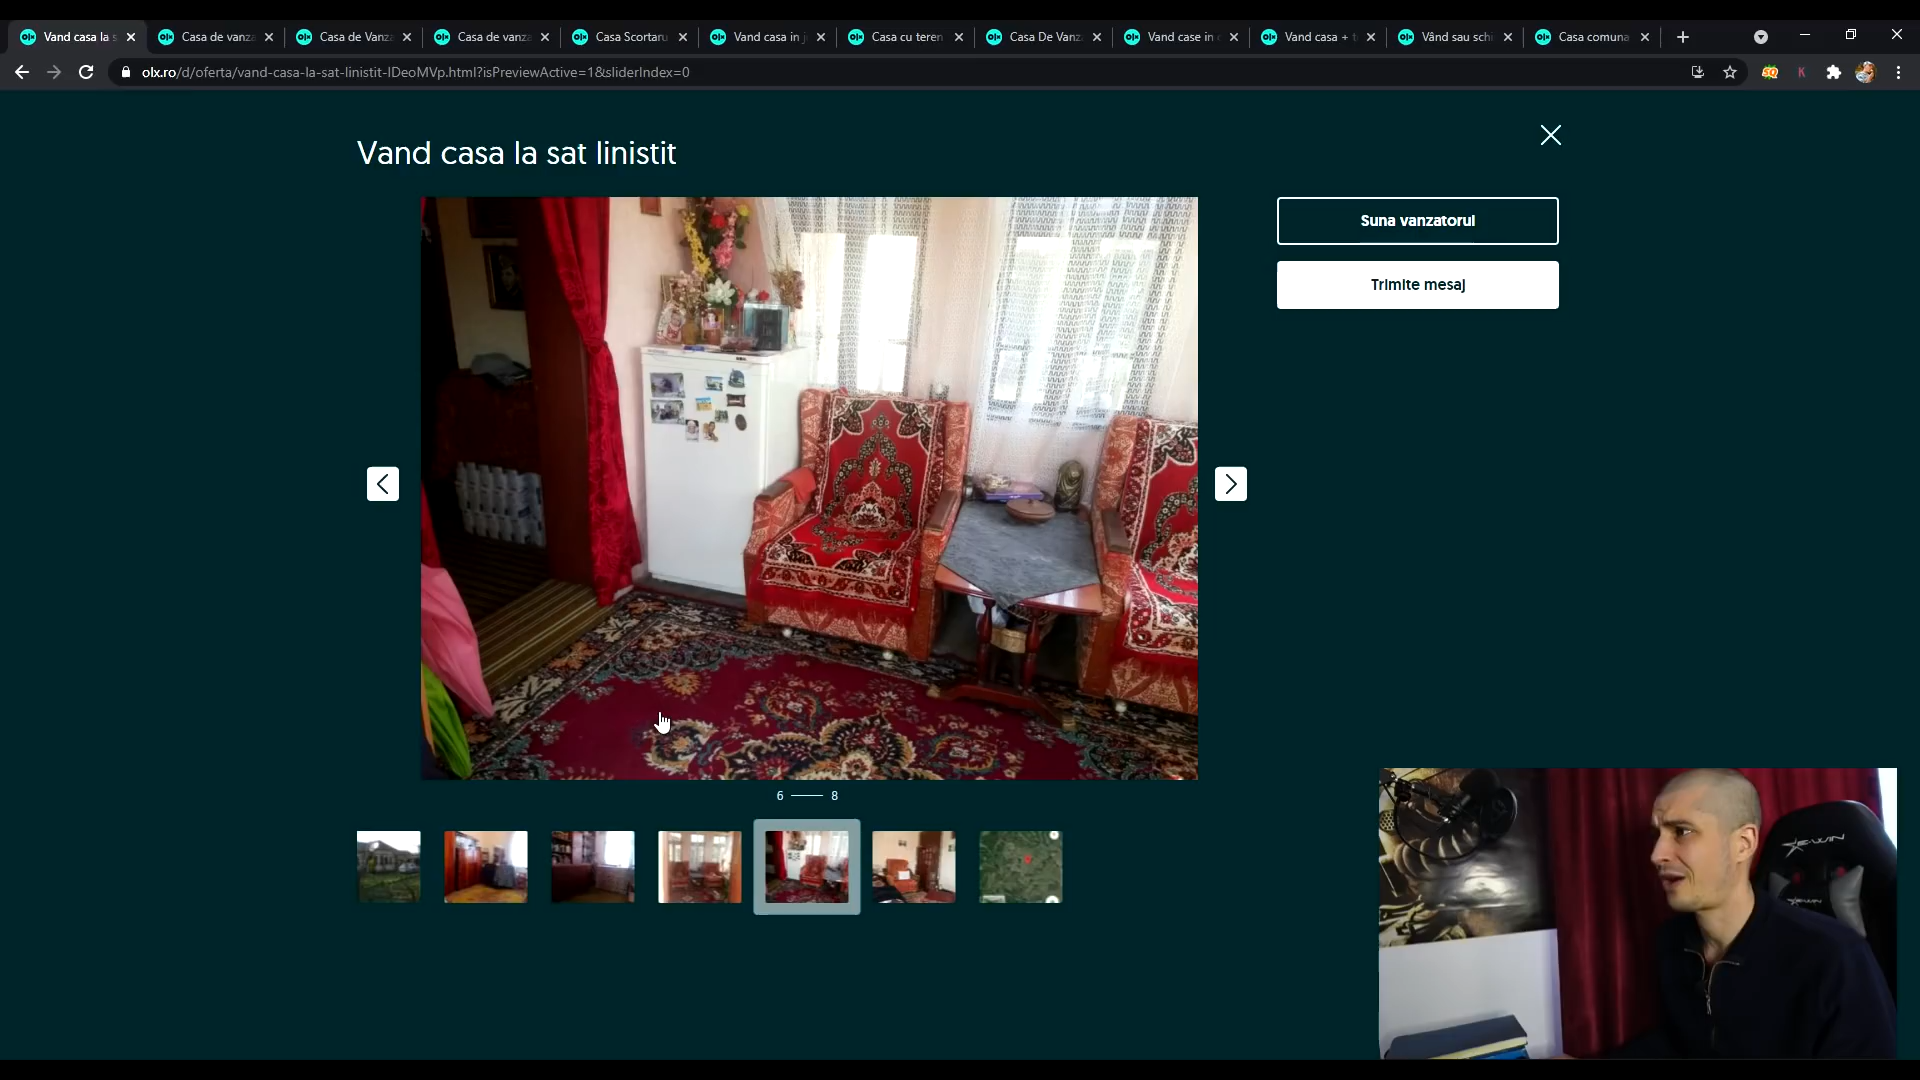 Vand casa la s
Casa de vanza
Casa de Vanz
Casa de vanza
Casa Scortaru
Vand casa in j
Casa cu teren
Casa De Vanz
Vand case in c
Vand casa + t
Vând sau schi
Casa comuna
olx.ro/d/oferta/vand-casa-la-sat-linistit-IDeoMVp.html?isPreviewActive=1&sliderIndex=0
Vand casa la sat linistit
Suna vanzatorul
Trimite mesaj
6
8